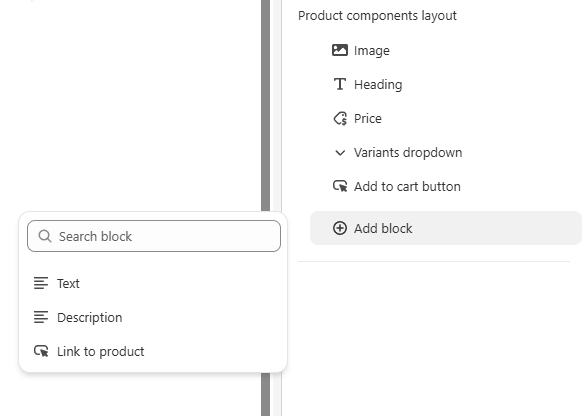 Product components layout
Image
Heading
Price
Variants dropdown
Add to cart button
Add block
Search block
Text
Description
Link to product